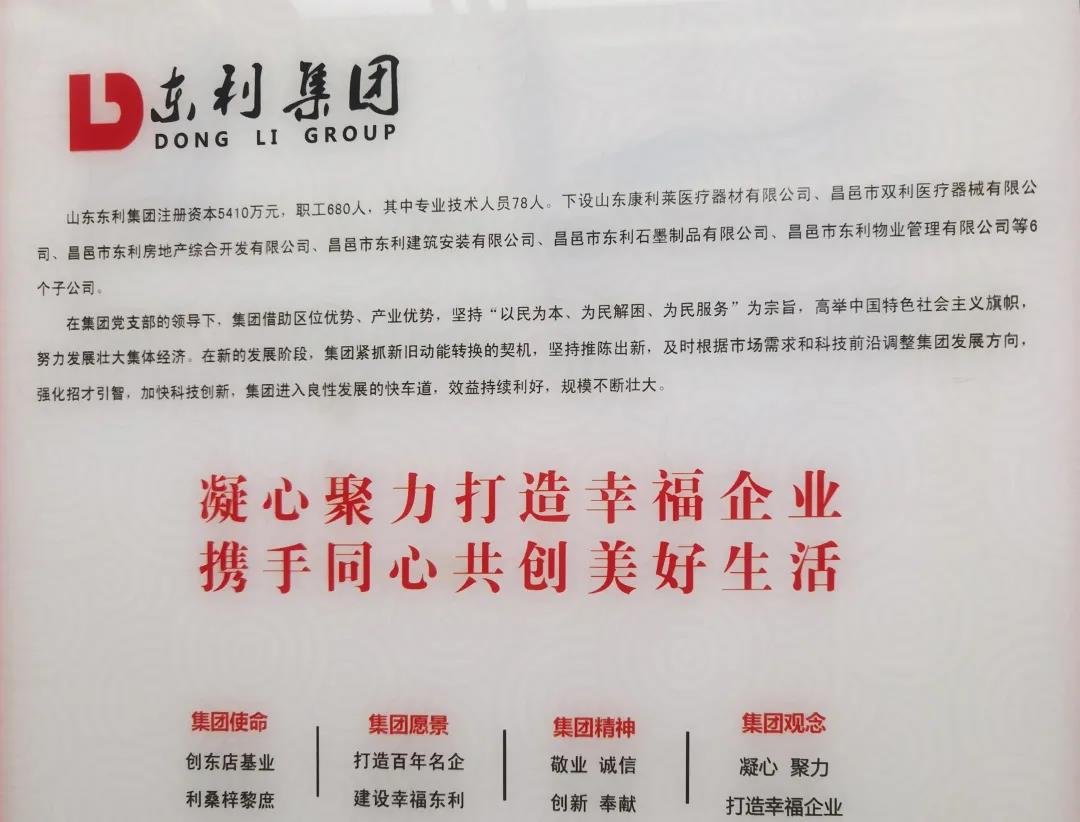 东利集团
DONG LI GROUP
山东东利集团注册资本5410万元，职工680人，其中专业技术人员78人。下设山东康利莱医疗器材有限公司、昌邑市双利医疗器械有限公
司、昌邑市东利房地产综合开发有限公司、昌邑市东利建筑安装有限公司、昌邑市东利石墨制品有限公司、昌邑市东利物业管理有限公司等6
个子公司。
在集团党支部的领导下，集团借助区位优势、产业优势，坚持“以民为本、为民解困、为民服务”为宗旨，高举中国特色社会主义旗帜，
努力发展壮大集体经济。在新的发展阶段，集团紧抓新旧动能转换的契机，坚持推陈出新，及时根据市场需求和科技前沿调整集团发展方向，
强化招才引智，加快科技创新，集团进入良性发展的快车道，效益持续利好，规模不断壮大。
凝心聚力打造幸福企业
携手同心共创美好生活
集团使命
创东店基业
利桑梓黎庶
集团愿景
打造百年名企
建设幸福东利
集团精神
敬业 诚信
创新 奉献
集团观念
凝心 聚力
打造幸福企业